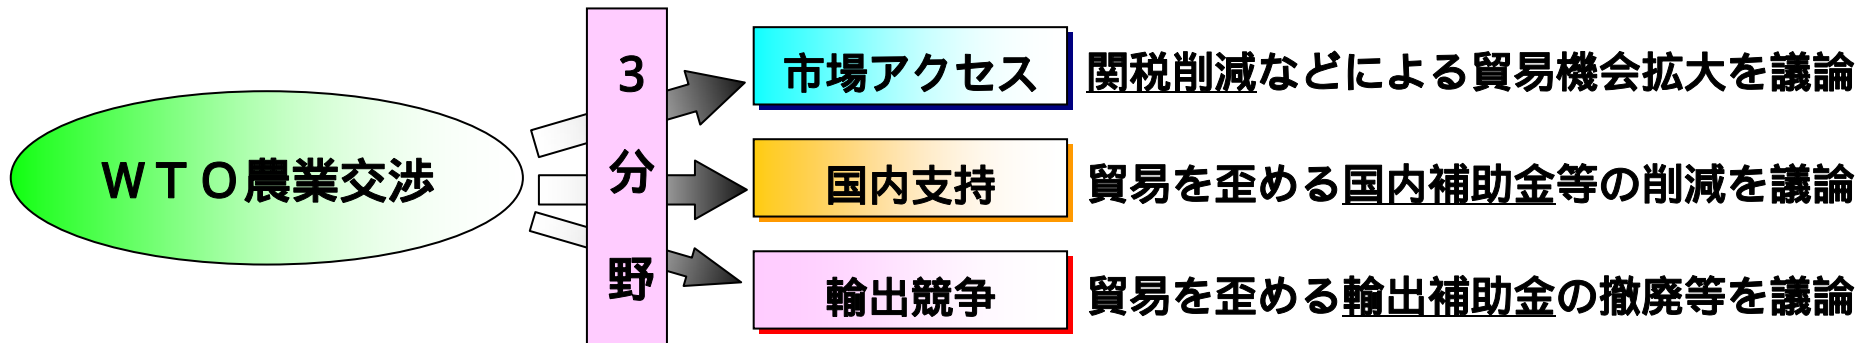 ＷＴＯ農業交渉
３分野
市場アクセス 関税削減などによる貿易機会拡大を議論
国内支持 貿易を歪める国内補助金等の削減を議論
輸出競争 貿易を歪める輸出補助金の撤廃等を議論